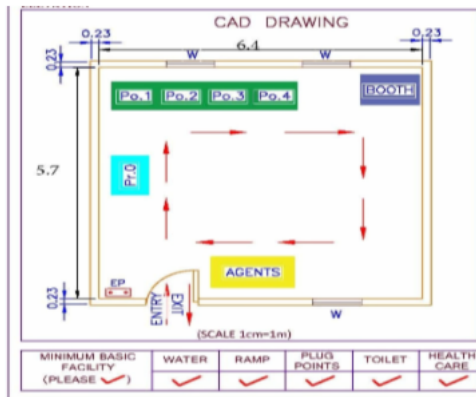 CAD DRAWING
0.23 6.4 0.23
W W
0.23
Po.1 Po.2 Po.3 Po.4 BOOTH
5.7
Pr.O
AGENTS
EP
0.23 ENTRY EXIT 0.23
W
(SCALE 1cm=1m)
MINIMUM BASIC FACILITY (PLEASE ✓) WATER RAMP PLUG POINTS TOILET HEALTH CARE
✓ ✓ ✓ ✓ ✓